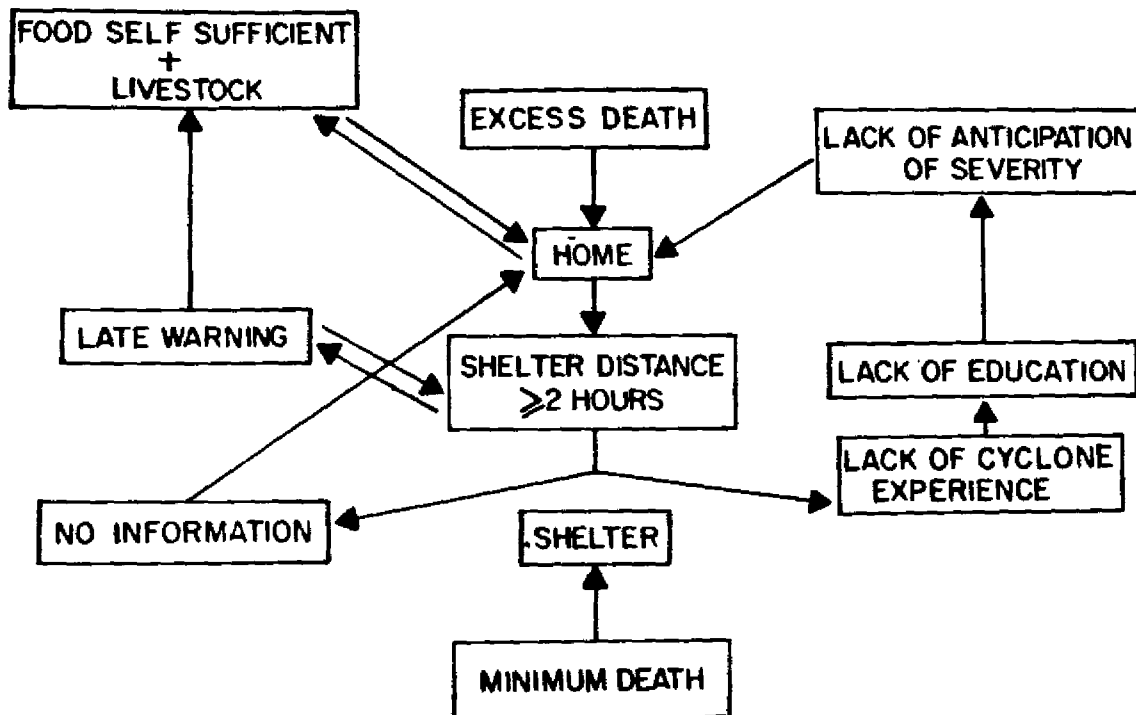 FOOD SELF SUFFICIENT
+
LIVESTOCK
EXCESS DEATH
LACK OF ANTICIPATION
OF SEVERITY
HOME
LATE WARNING
SHELTER DISTANCE
⩾2 HOURS
LACK OF EDUCATION
LACK OF CYCLONE
EXPERIENCE
NO INFORMATION
SHELTER
MINIMUM DEATH